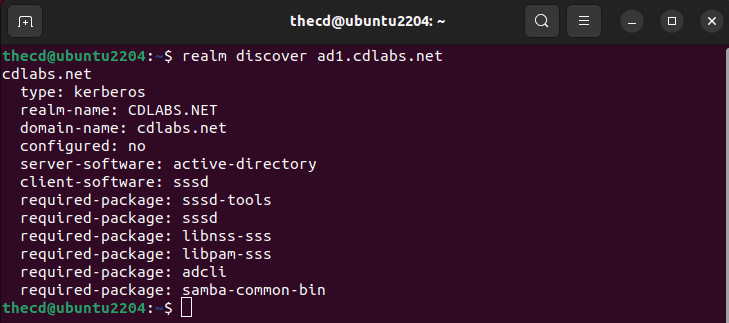 thecd@ubuntu2204: ~
thecd@ubuntu2204:~$ realm discover ad1.cdlabs.net
cdlabs.net
  type: kerberos
  realm-name: CDLABS.NET
  domain-name: cdlabs.net
  configured: no
  server-software: active-directory
  client-software: sssd
  required-package: sssd-tools
  required-package: sssd
  required-package: libnss-sss
  required-package: libpam-sss
  required-package: adcli
  required-package: samba-common-bin
thecd@ubuntu2204:~$